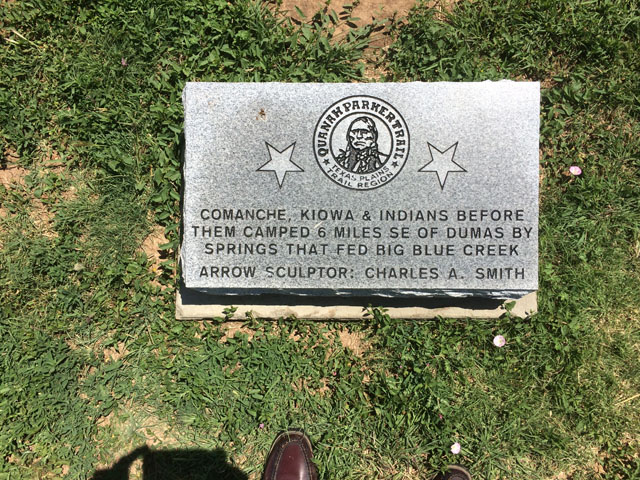 QUANAH PARKER TRAIL
TEXAS PLAINS
TRAIL REGION
COMANCHE, KIOWA & INDIANS BEFORE
THEM CAMPED 6 MILES SE OF DUMAS BY
SPRINGS THAT FED BIG BLUE CREEK
ARROW SCULPTOR: CHARLES A. SMITH